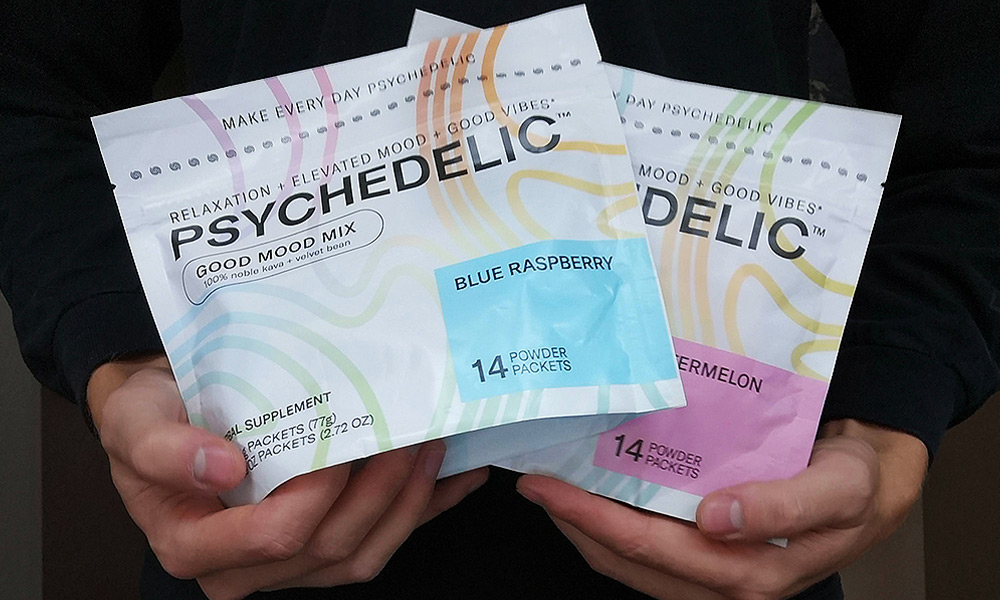 MAKE EVERY DAY PSYCHEDELIC
RELAXATION + ELEVATED MOOD + GOOD VIBES*
PSYCHEDELIC™
GOOD MOOD MIX
100% noble kava + velvet bean
BLUE RASPBERRY
14 POWDER
PACKETS
SUPPLEMENT
PACKETS (77g)
PACKETS (2.72 OZ)
DAY PSYCHEDELIC
MOOD + GOOD VIBES*
DELIC™
ERMELON
14 POWDER
PACKETS